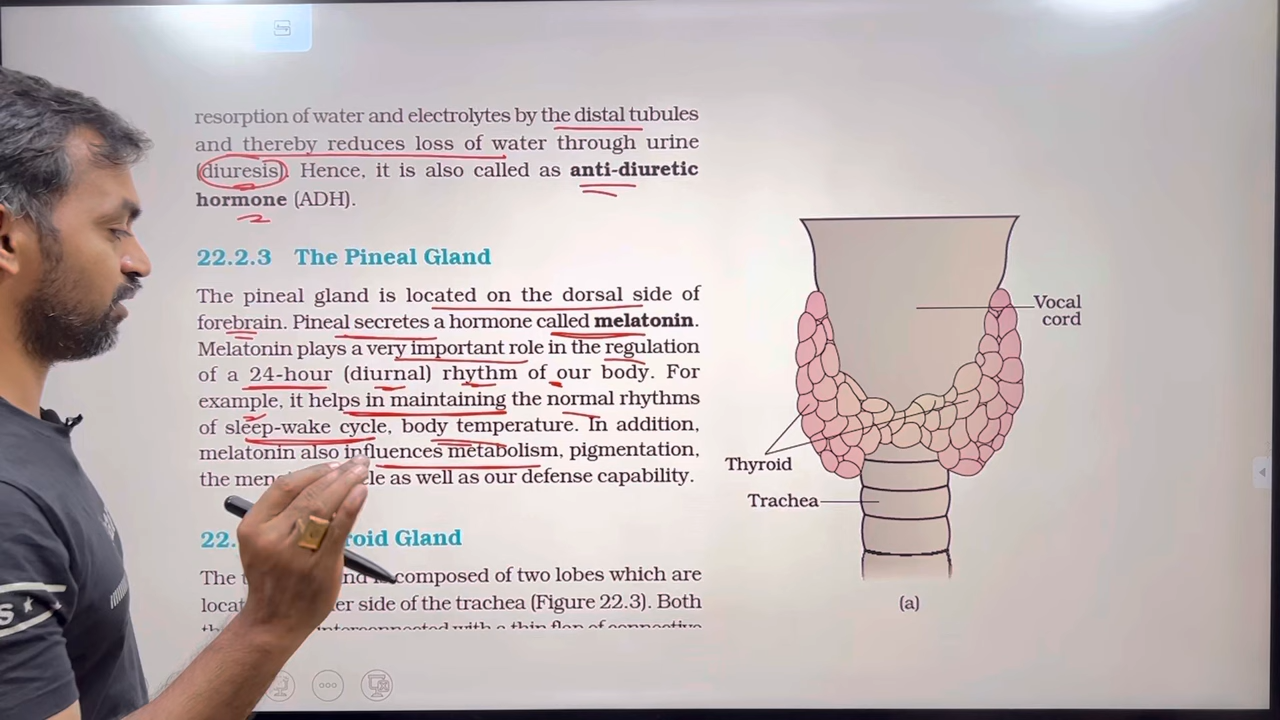 resorption of water and electrolytes by the distal tubules
and thereby reduces loss of water through urine
(diuresis). Hence, it is also called as anti-diuretic
hormone (ADH).
22.2.3 The Pineal Gland
The pineal gland is located on the dorsal side of
forebrain. Pineal secretes a hormone called melatonin.
Melatonin plays a very important role in the regulation
of a 24-hour (diurnal) rhythm of our body. For
example, it helps in maintaining the normal rhythms
of sleep-wake cycle, body temperature. In addition,
melatonin also influences metabolism, pigmentation,
the as well as our defense capability.
Gland
The composed of two lobes which are
side of the trachea (Figure 22.3). Both
interconnected with a thin flap of connective
Vocal
cord
Thyroid
Trachea
(a)